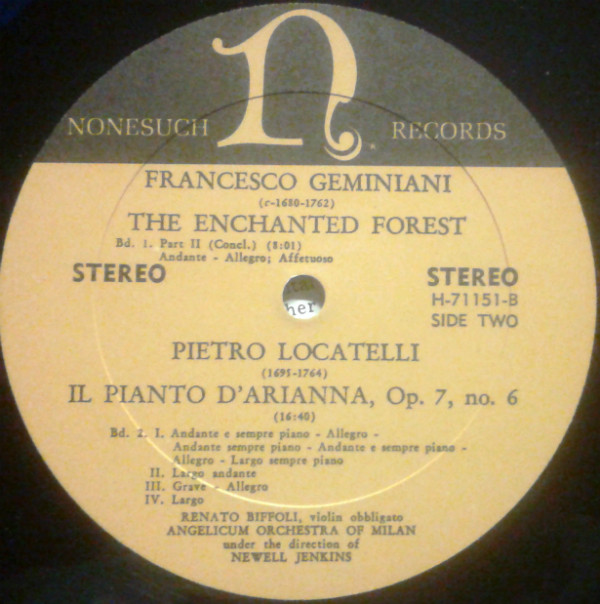 n
NONESUCH RECORDS
FRANCESCO GEMINIANI
(c-1680-1762)
THE ENCHANTED FOREST
Bd. 1. Part II (Concl.) (8:01)
Andante - Allegro; Affetuoso
STEREO STEREO
H-71151-B
SIDE TWO
her
PIETRO LOCATELLI
(1695-1764)
IL PIANTO D'ARIANNA, Op. 7, no. 6
(16:40)
Bd. 2. I. Andante e sempre piano - Allegro -
Andante sempre piano - Andante e sempre piano -
Allegro - Largo sempre piano
II. Largo andante
III. Grave - Allegro
IV. Largo
RENATO BIFFOLI, violin obbligato
ANGELICUM ORCHESTRA OF MILAN
under the direction of
NEWELL JENKINS